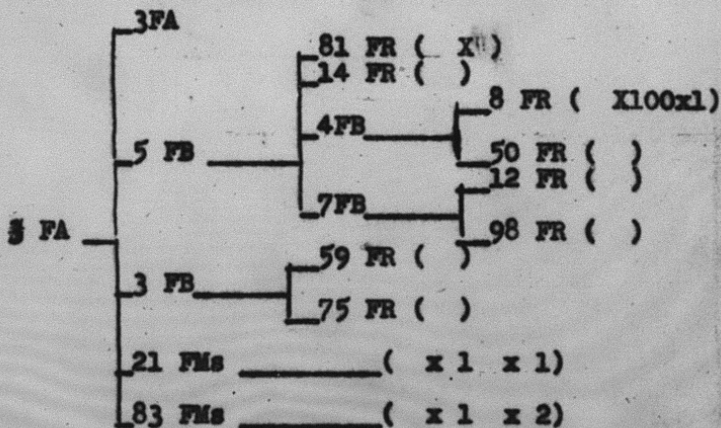 3FA
81 FR ( X )
14 FR ( )
8 FR ( X100x1)
4FB
5 FB
50 FR ( )
12 FR ( )
7FB
FA
98 FR ( )
59 FR ( )
3 FB
75 FR ( )
21 FMs ( x 1 x 1)
83 FMs ( x 1 x 2)